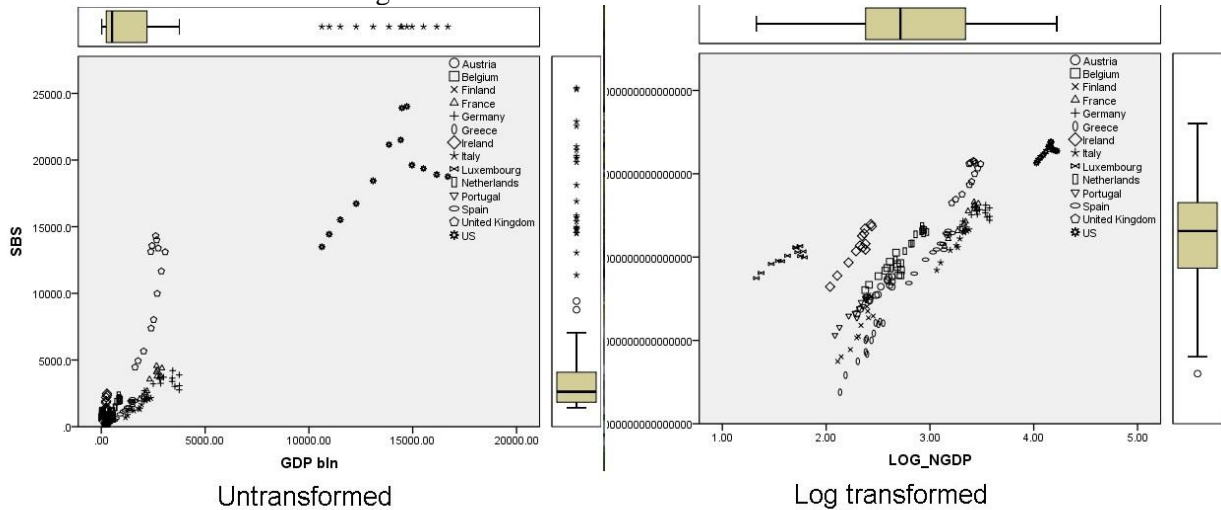 Austria
Belgium
Finland
France
Germany
Greece
Ireland
Italy
Luxembourg
Netherlands
Portugal
Spain
United Kingdom
US
SBS
25000.0
20000.0
15000.0
10000.0
5000.0
.0
.00
5000.00
10000.00
15000.00
20000.00
GDP bln
Untransformed
Austria
Belgium
Finland
France
Germany
Greece
Ireland
Italy
Luxembourg
Netherlands
Portugal
Spain
United Kingdom
US
1.00
2.00
3.00
4.00
5.00
LOG_NGDP
Log transformed